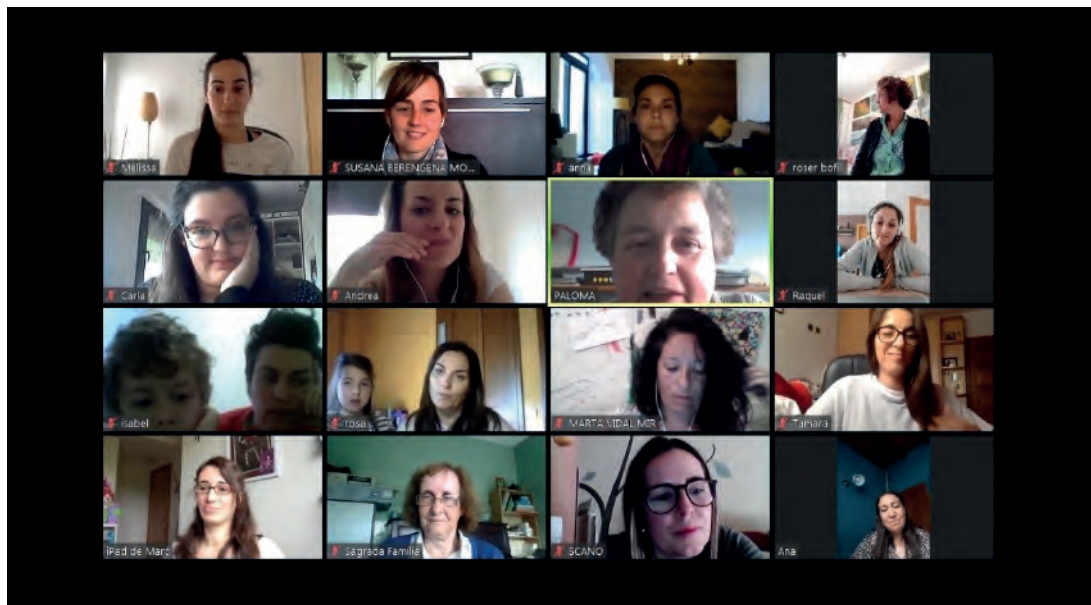 Melissa
SUSANA BERENGENA MO...
anna
roser bofi
Carla
Andrea
PALOMA
Raquel
isabel
rosa
MARTA VIDAL MIR
Tamara
iPad de Marc
Sagrada Familia
SCANO
Ana